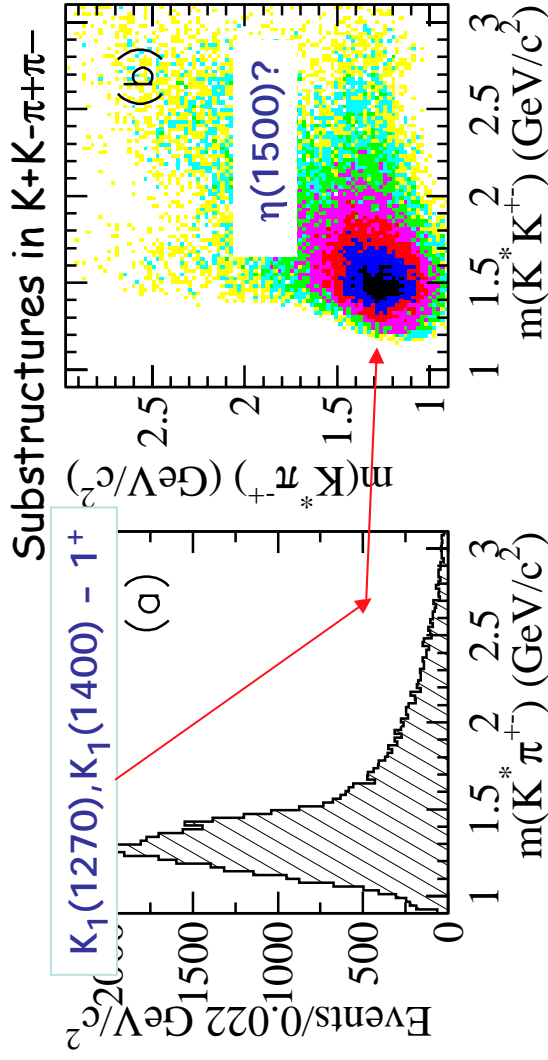 Substructures in K+K-π+π-
K₁(1270),K₁(1400) – 1⁺
(a)
Events/0.022 GeV/c²
1500
1000
500
0
1
1.5
2
2.5
3
m(K* π⁺⁻) (GeV/c²)
(b)
η(1500)?
m(K* π⁺⁻) (GeV/c²)
2.5
2
1.5
1
1
1.5
2
2.5
3
m(K* K⁺⁻) (GeV/c²)